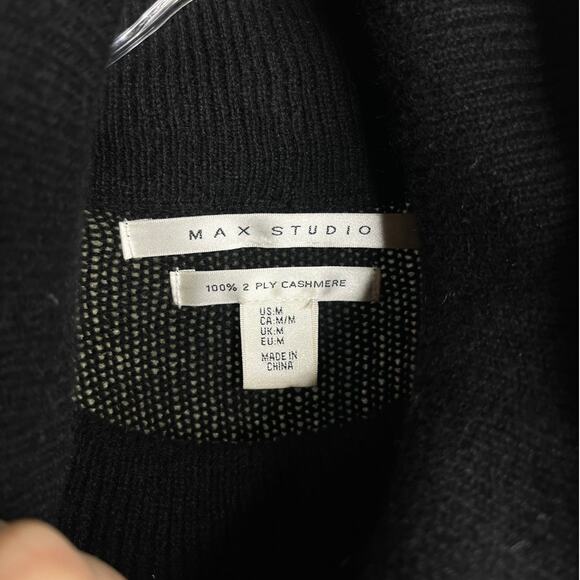 MAX STUDIO
100% 2 PLY CASHMERE
US:M
CA:M/M
UK:M
EU:M
MADE IN
CHINA